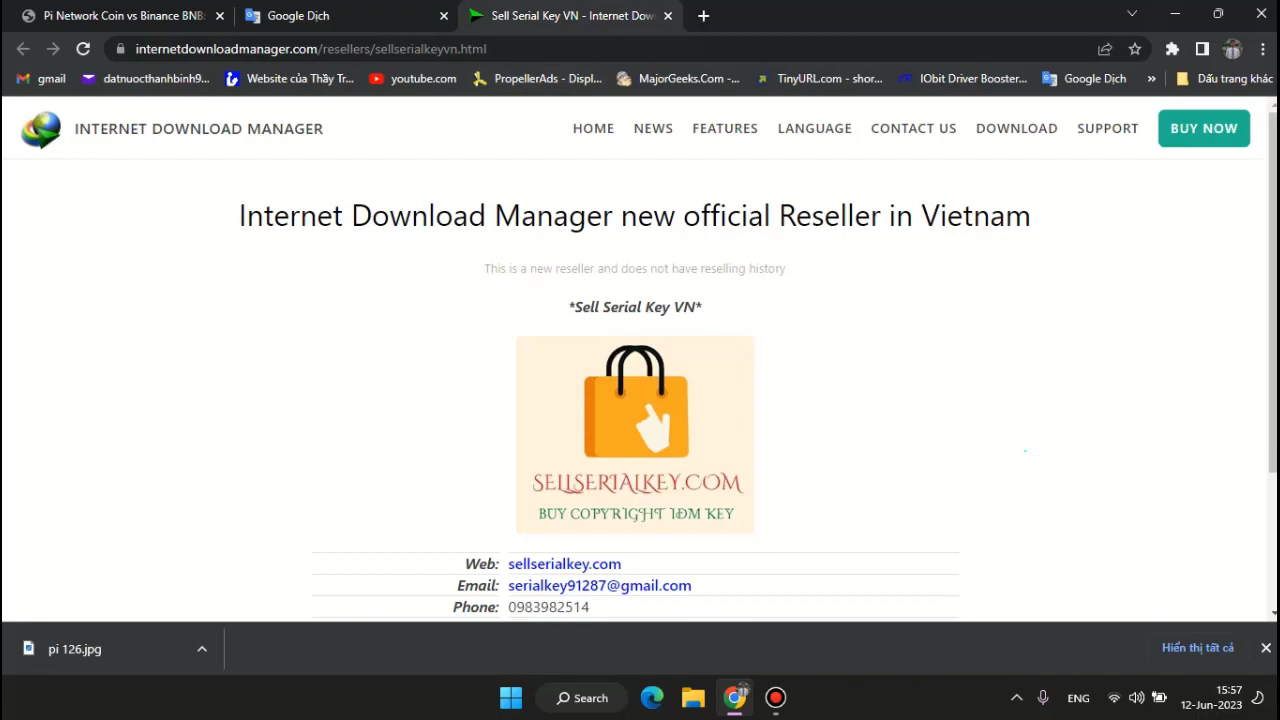 Pi Network Coin vs Binance BNB:
Google Dịch
Sell Serial Key VN - Internet Dow
internetdownloadmanager.com/resellers/sellserialkeyvn.html
gmail
datnuocthanhbinh9...
Website của Thầy Tr...
youtube.com
PropellerAds - Displ...
MajorGeeks.Com -...
TinyURL.com - shor...
IObit Driver Booster...
Google Dịch
»
Dấu trang khác
INTERNET DOWNLOAD MANAGER
HOME
NEWS
FEATURES
LANGUAGE
CONTACT US
DOWNLOAD
SUPPORT
BUY NOW
Internet Download Manager new official Reseller in Vietnam
This is a new reseller and does not have reselling history
*Sell Serial Key VN*
SELLSERIALKEY.COM
BUY COPYRIGHT IDM KEY
Web: sellserialkey.com
Email: serialkey91287@gmail.com
Phone: 0983982514
pi 126.jpg
Hiển thị tất cả
Search
ENG
15:57
12-Jun-2023